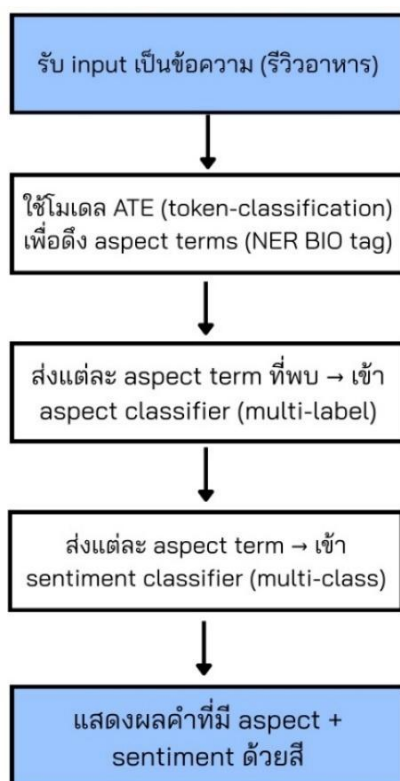 รับ input เป็นข้อความ (รีวิวอาหาร)
ใช้โมเดล ATE (token-classification)
เพื่อดึง aspect terms (NER BIO tag)
ส่งแต่ละ aspect term ที่พบ → เข้า
aspect classifier (multi-label)
ส่งแต่ละ aspect term → เข้า
sentiment classifier (multi-class)
แสดงผลคำที่มี aspect +
sentiment ด้วยสี